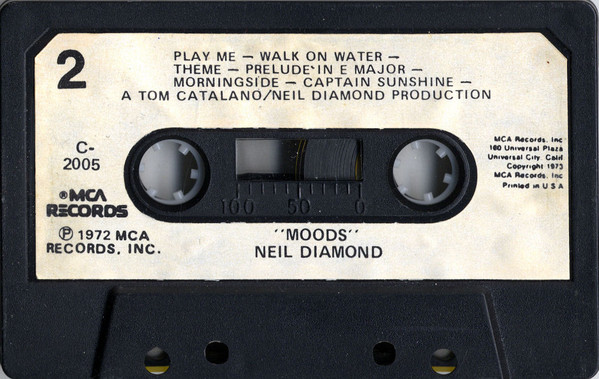 2
PLAY ME — WALK ON WATER —
THEME — PRELUDE IN E MAJOR —
MORNINGSIDE — CAPTAIN SUNSHINE —
A TOM CATALANO/NEIL DIAMOND PRODUCTION
C-
2005
®MCA
RECORDS
Ⓟ 1972 MCA
RECORDS, INC.
100 50 0
"MOODS"
NEIL DIAMOND
MCA Records, Inc
100 Universal Plaza
Universal City, Calif
Copyright 1973
MCA Records, Inc
Printed in U S A